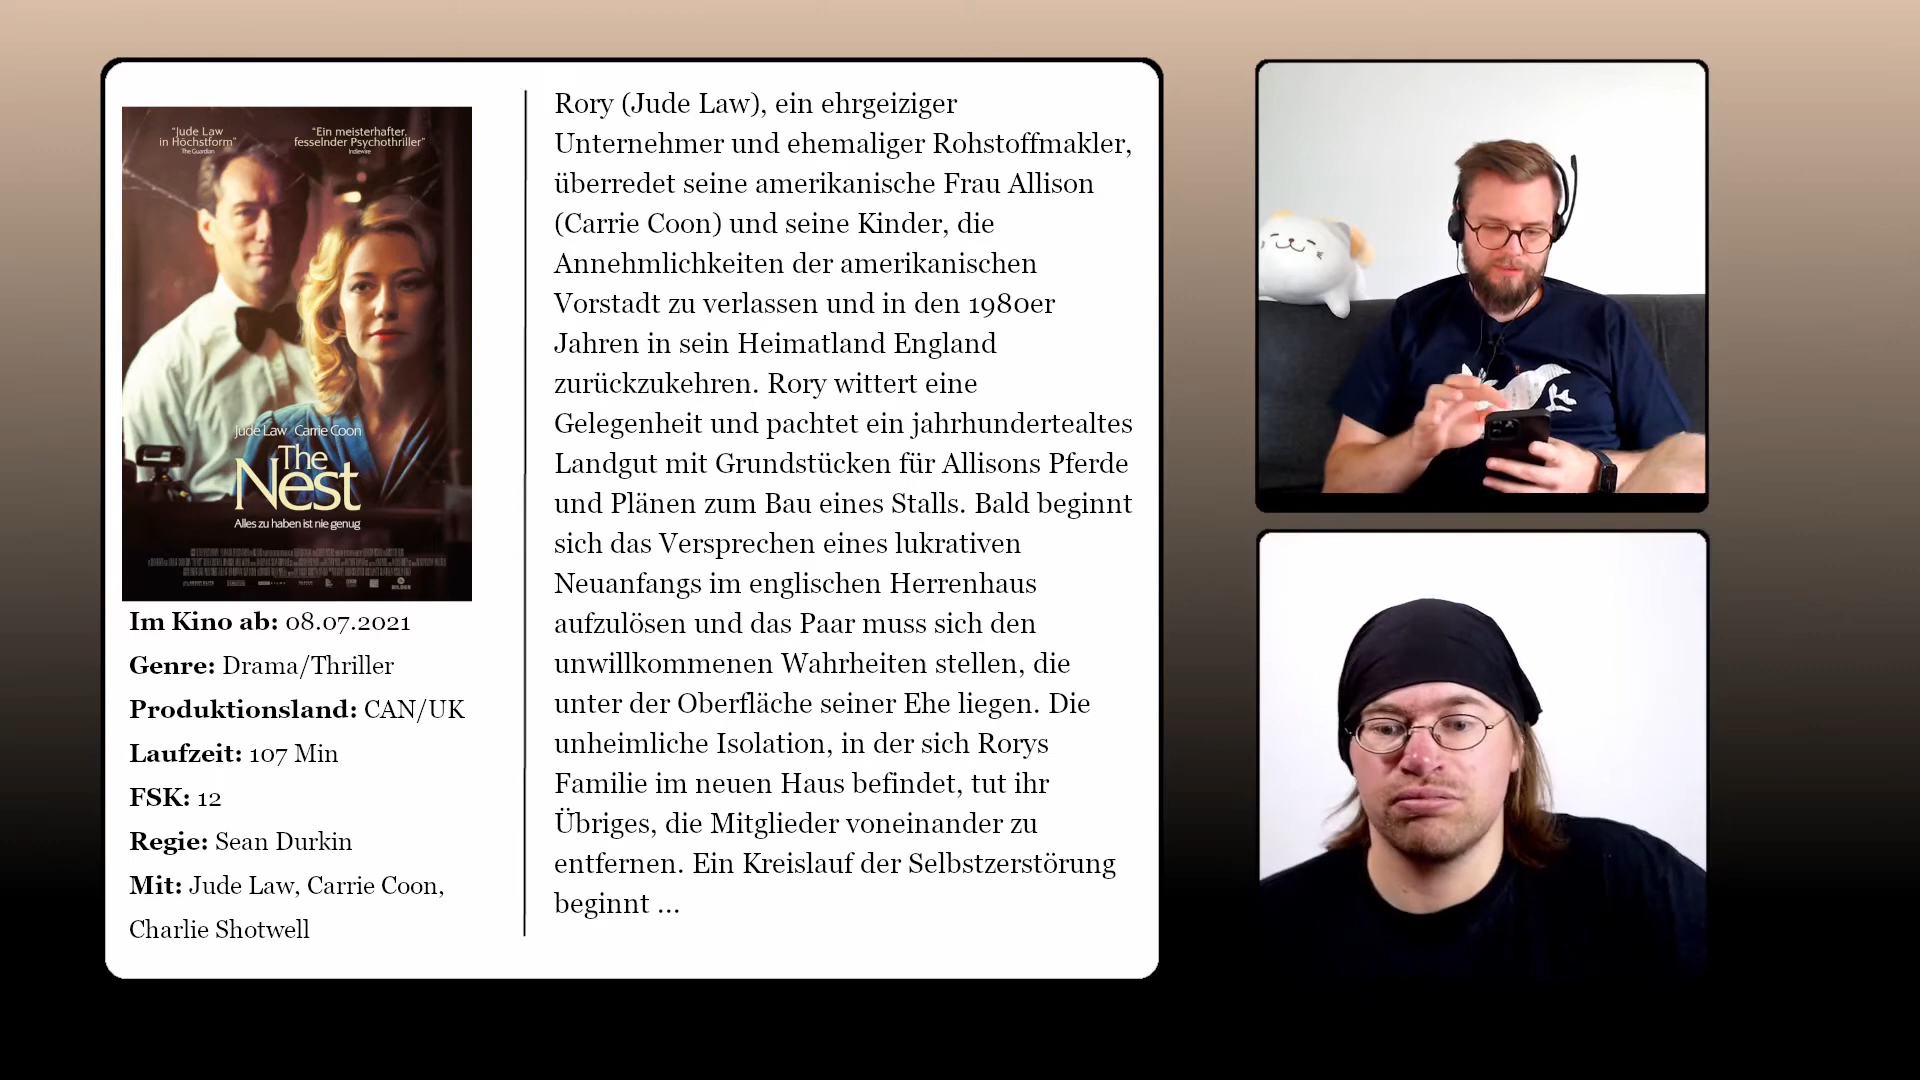 "Jude Law
in Höchstform"
The Guardian
"Ein meisterhafter,
fesselnder Psychothriller"
Indiewire
Jude Law Carrie Coon
The
Nest
Alles zu haben ist nie genug
Im Kino ab: 08.07.2021
Genre: Drama/Thriller
Produktionsland: CAN/UK
Laufzeit: 107 Min
FSK: 12
Regie: Sean Durkin
Mit: Jude Law, Carrie Coon,
Charlie Shotwell
Rory (Jude Law), ein ehrgeiziger
Unternehmer und ehemaliger Rohstoffmakler,
überredet seine amerikanische Frau Allison
(Carrie Coon) und seine Kinder, die
Annehmlichkeiten der amerikanischen
Vorstadt zu verlassen und in den 1980er
Jahren in sein Heimatland England
zurückzukehren. Rory wittert eine
Gelegenheit und pachtet ein jahrhundertealtes
Landgut mit Grundstücken für Allisons Pferde
und Plänen zum Bau eines Stalls. Bald beginnt
sich das Versprechen eines lukrativen
Neuanfangs im englischen Herrenhaus
aufzulösen und das Paar muss sich den
unwillkommenen Wahrheiten stellen, die
unter der Oberfläche seiner Ehe liegen. Die
unheimliche Isolation, in der sich Rorys
Familie im neuen Haus befindet, tut ihr
Übriges, die Mitglieder voneinander zu
entfernen. Ein Kreislauf der Selbstzerstörung
beginnt ...